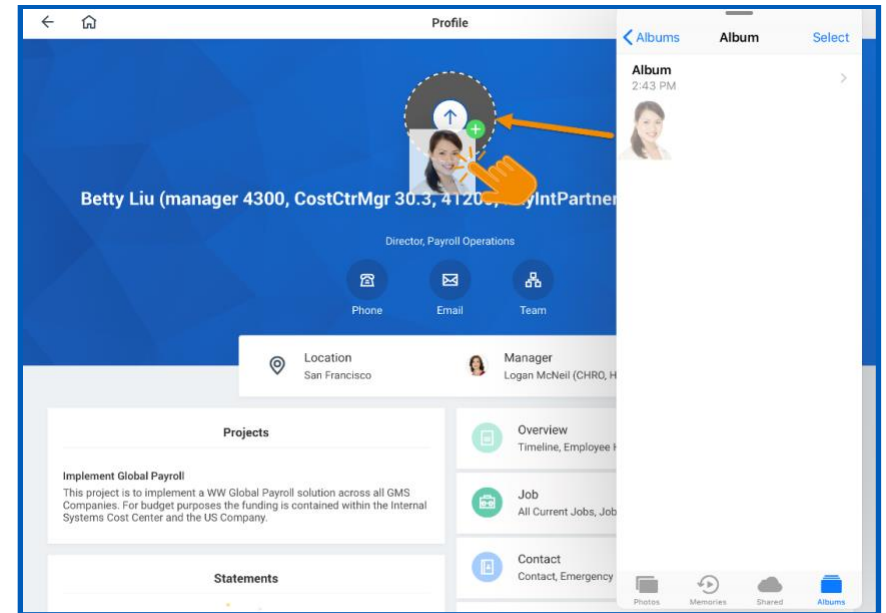 Profile
Betty Liu (manager 4300, CostCtrMgr 30.3, 41200,
Director, Payroll Operations
Phone
Email
Team
Location
San Francisco
Manager
Logan McNeil (CHRO, H
Projects
Implement Global Payroll
This project is to implement a WW Global Payroll solution across all GMS
Companies. For budget purposes the funding is contained within the Internal
Systems Cost Center and the US Company.
Statements
Overview
Timeline, Employee H
Job
All Current Jobs, Job
Contact
Contact, Emergency
Albums
Album
Select
Album
2:43 PM
Photos
Memories
Shared
Albums